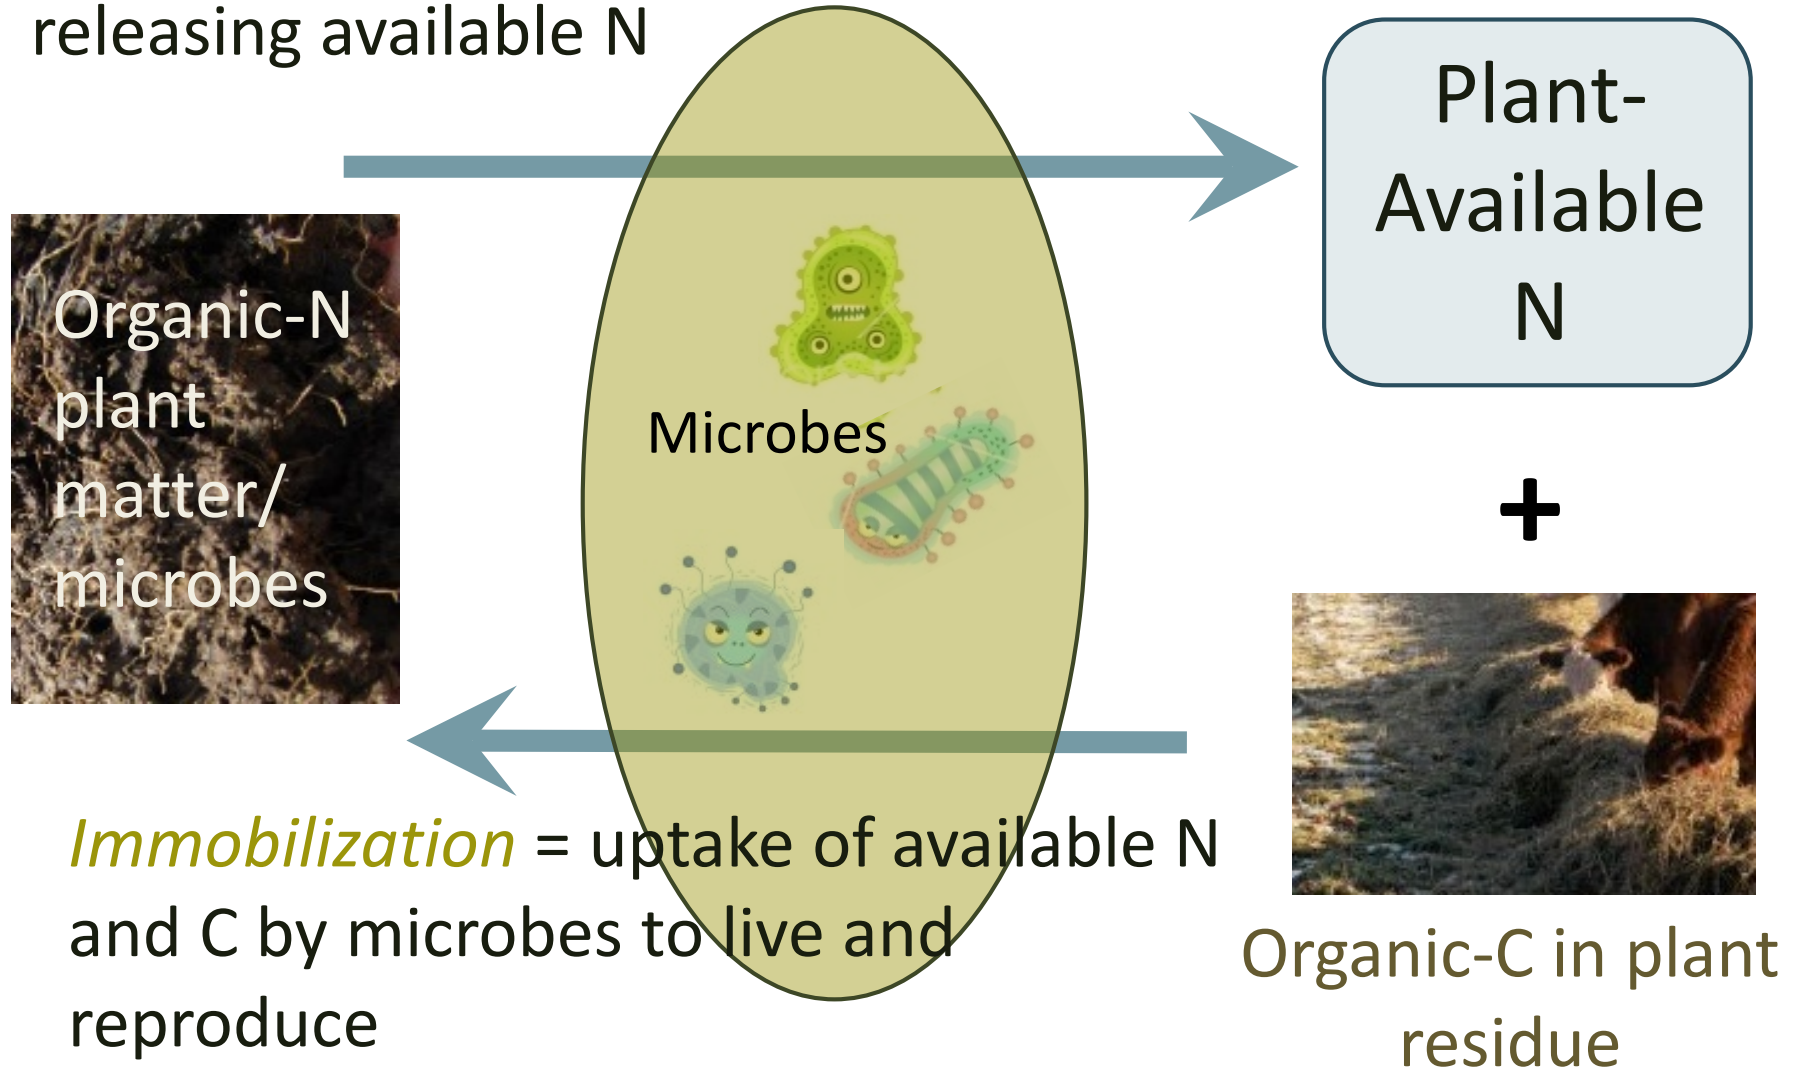 releasing available N
Plant-
Available
N
Organic-N
plant
matter/
microbes
Microbes
+
Immobilization = uptake of available N
and C by microbes to live and
reproduce
Organic-C in plant
residue